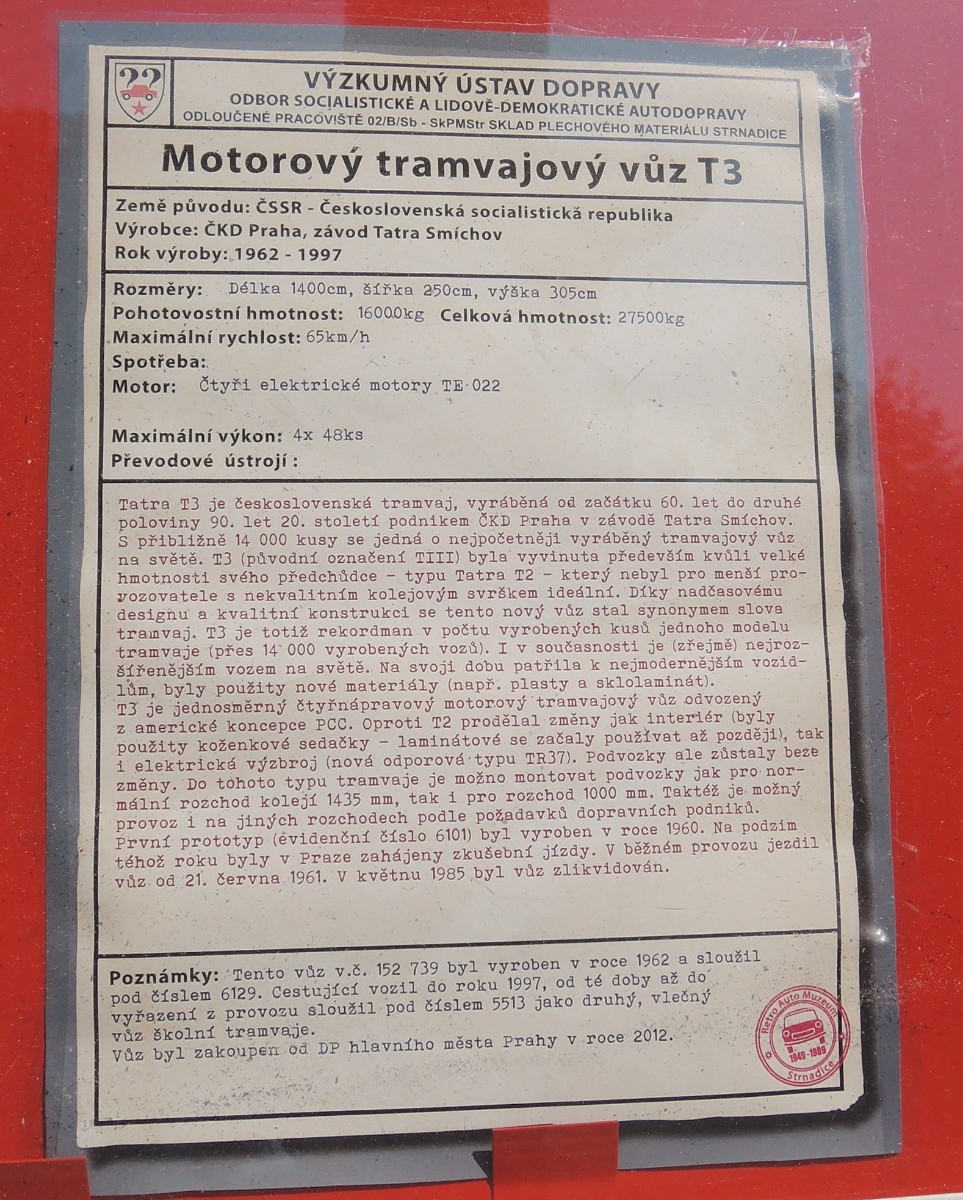 22
VÝZKUMNÝ ÚSTAV DOPRAVY
ODBOR SOCIALISTICKÉ A LIDOVĚ-DEMOKRATICKÉ AUTODOPRAVY
ODLOUČENÉ PRACOVIŠTĚ 02/B/Sb - SkPMStr SKLAD PLECHOVÉHO MATERIÁLU STRNADICE
Motorový tramvajový vůz T3
Země původu: ČSSR - Československá socialistická republika
Výrobce: ČKD Praha, závod Tatra Smíchov
Rok výroby: 1962 - 1997
Rozměry: Délka 1400cm, šířka 250cm, výška 305cm
Pohotovostní hmotnost: 16000kg Celková hmotnost: 27500kg
Maximální rychlost: 65km/h
Spotřeba:
Motor: Čtyři elektrické motory TE 022
Maximální výkon: 4x 48ks
Převodové ústrojí :
Tatra T3 je československá tramvaj, vyráběná od začátku 60. let do druhé
poloviny 90. let 20. století podnikem ČKD Praha v závodě Tatra Smíchov.
S přibližně 14 000 kusy se jedná o nejpočetněji vyráběný tramvajový vůz
na světě. T3 (původní označení TIII) byla vyvinuta především kvůli velké
hmotnosti svého předchůdce - typu Tatra T2 - který nebyl pro menší pro-
vozovatele s nekvalitním kolejovým svrškem ideální. Díky nadčasovému
designu a kvalitní konstrukci se tento nový vůz stal synonymem slova
tramvaj. T3 je totiž rekordman v počtu vyrobených kusů jednoho modelu
tramvaje (přes 14 000 vyrobených vozů). I v současnosti je (zřejmě) nejroz-
šířenějším vozem na světě. Na svoji dobu patřila k nejmodernějším vozid-
lům, byly použity nové materiály (např. plasty a sklolaminát).
T3 je jednosměrný čtyřnápravový motorový tramvajový vůz odvozený
z americké koncepce PCC. Oproti T2 prodělal změny jak interiér (byly
použity koženkové sedačky - laminátové se začaly používat až později), tak
i elektrická výzbroj (nová odporová typu TR37). Podvozky ale zůstaly beze
změny. Do tohoto typu tramvaje je možno montovat podvozky jak pro nor-
mální rozchod kolejí 1435 mm, tak i pro rozchod 1000 mm. Taktéž je možný
provoz i na jiných rozchodech podle požadavků dopravních podniků.
První prototyp (evidenční číslo 6101) byl vyroben v roce 1960. Na podzim
téhož roku byly v Praze zahájeny zkušební jízdy. V běžném provozu jezdil
vůz od 21. června 1961. V květnu 1985 byl vůz zlikvidován.
Poznámky: Tento vůz v.č. 152 739 byl vyroben v roce 1962 a sloužil
pod číslem 6129. Cestující vozil do roku 1997, od té doby až do
vyřazení z provozu sloužil pod číslem 5513 jako druhý, vlečný
vůz školní tramvaje.
Vůz byl zakoupen od DP hlavního města Prahy v roce 2012.
Retro Auto Muzeum
1949-1989
Strnadice